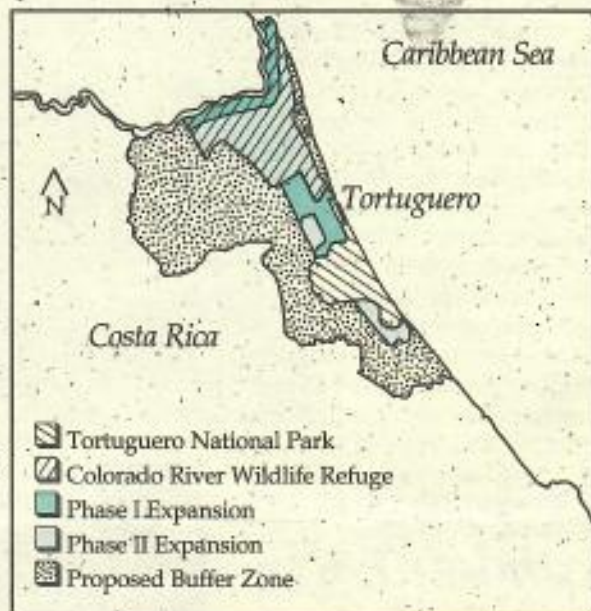 Caribbean Sea
N
Tortuguero
Costa Rica
Tortuguero National Park
Colorado River Wildlife Refuge
Phase I Expansion
Phase II Expansion
Proposed Buffer Zone